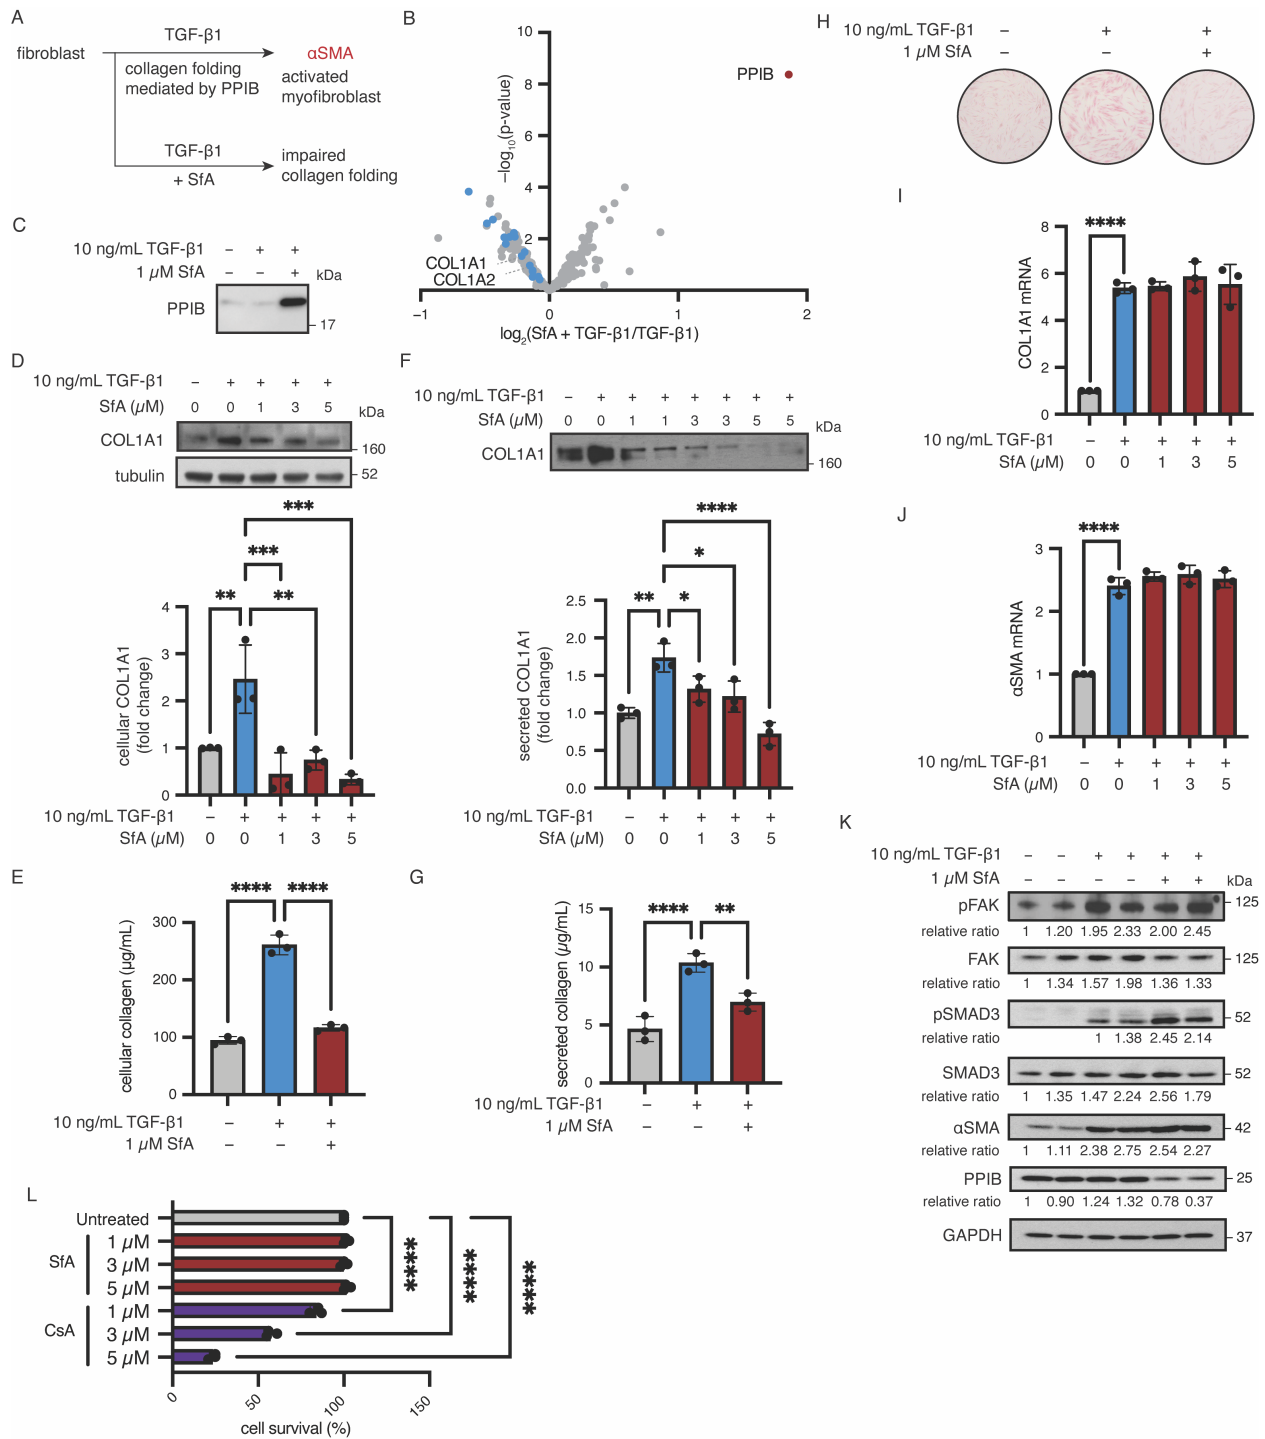 A
fibroblast
TGF-β1
αSMA
collagen folding
mediated by PPIB
activated
myofibroblast
TGF-β1
+ SfA
impaired
collagen folding
B
10
8
6
4
2
−log10(p-value)
PPIB
COL1A1
COL1A2
−1 0 1 2
log2(SfA + TGF-β1/TGF-β1)
C
10 ng/mL TGF-β1 − + +
1 µM SfA − − + kDa
PPIB
17
D
10 ng/mL TGF-β1 − + + + +
SfA (µM) 0 0 1 3 5 kDa
COL1A1
160
tubulin
52
***
***
** **
4
3
2
1
0
cellular COL1A1
(fold change)
10 ng/mL TGF-β1 − + + + +
SfA (µM) 0 0 1 3 5
E
**** ****
300
200
100
0
cellular collagen (µg/mL)
10 ng/mL TGF-β1 − + +
1 µM SfA − − +
F
10 ng/mL TGF-β1 − + + + + + + +
SfA (µM) 0 0 1 1 3 3 5 5 kDa
COL1A1
160
****
*
** *
2.5
2.0
1.5
1.0
0.5
0.0
secreted COL1A1
(fold change)
10 ng/mL TGF-β1 − + + + +
SfA (µM) 0 0 1 3 5
G
**** **
15
10
5
0
secreted collagen (µg/mL)
10 ng/mL TGF-β1 − + +
1 µM SfA − − +
H
10 ng/mL TGF-β1 − + +
1 µM SfA − − +
I
****
8
6
4
2
0
COL1A1 mRNA
10 ng/mL TGF-β1 − + + + +
SfA (µM) 0 0 1 3 5
J
****
3
2
1
0
αSMA mRNA
10 ng/mL TGF-β1 − + + + +
SfA (µM) 0 0 1 3 5
K
10 ng/mL TGF-β1 − − + + + +
1 µM SfA − − − − + + kDa
pFAK 125
relative ratio 1 1.20 1.95 2.33 2.00 2.45
FAK 125
relative ratio 1 1.34 1.57 1.98 1.36 1.33
pSMAD3 52
relative ratio 1 1.38 2.45 2.14
SMAD3 52
relative ratio 1 1.35 1.47 2.24 2.56 1.79
αSMA 42
relative ratio 1 1.11 2.38 2.75 2.54 2.27
PPIB 25
relative ratio 1 0.90 1.24 1.32 0.78 0.37
GAPDH 37
L
Untreated
SfA
1 µM
3 µM
5 µM
CsA
1 µM
3 µM
5 µM
****
****
****
0 50 100 150
cell survival (%)